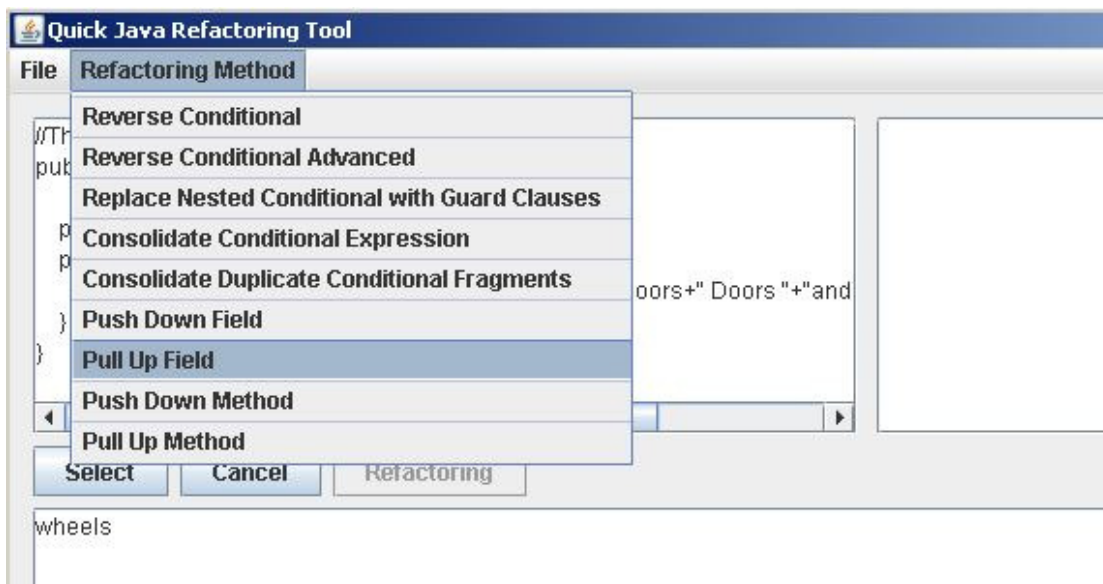 Quick Java Refactoring Tool
File Refactoring Method
Reverse Conditional
Reverse Conditional Advanced
Replace Nested Conditional with Guard Clauses
Consolidate Conditional Expression
Consolidate Duplicate Conditional Fragments
Push Down Field
Pull Up Field
Push Down Method
Pull Up Method
oors+" Doors "+"and
}
}
Select Cancel Refactoring
wheels